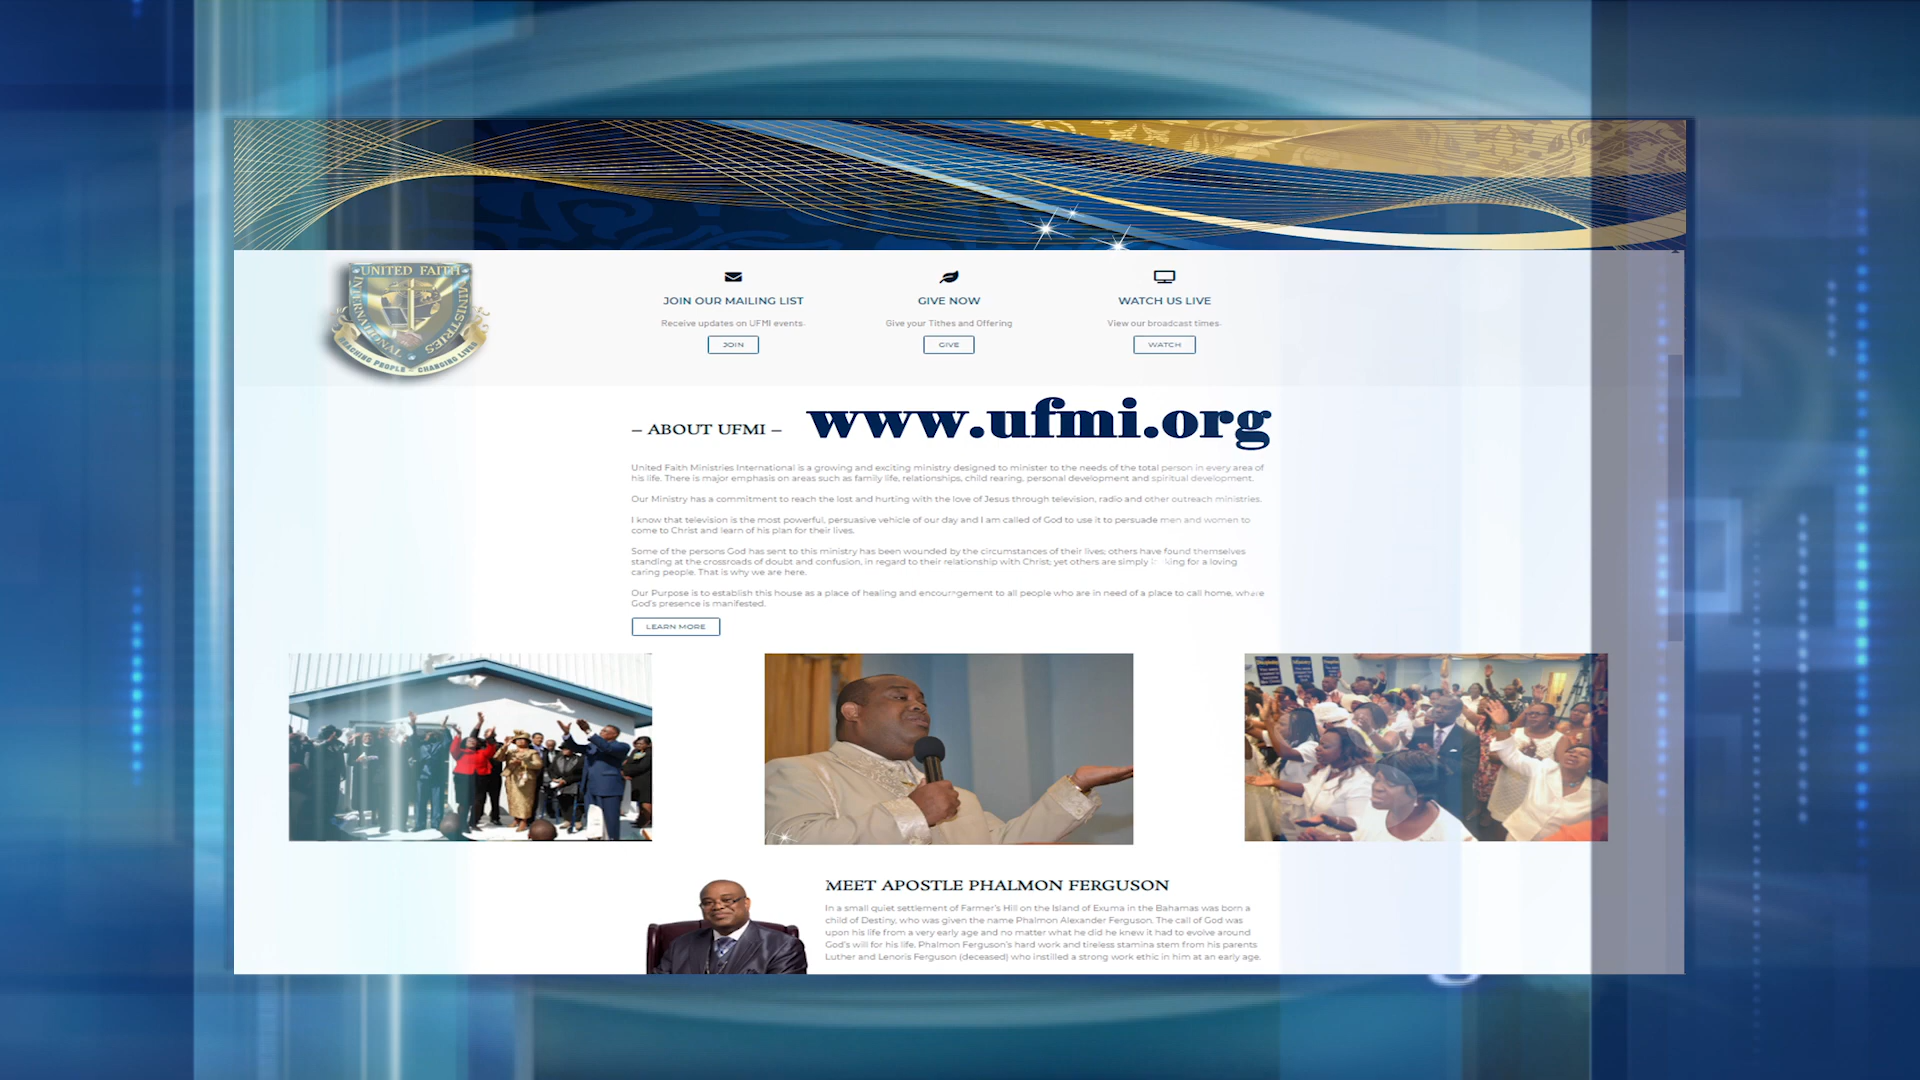 UNITED FAITH
MINISTRIES
INTERNATIONAL
REACHING PEOPLE - CHANGING LIVES
JOIN OUR MAILING LIST
Receive updates on UFMI events.
JOIN
GIVE NOW
Give your Tithes and Offering
GIVE
WATCH US LIVE
View our broadcast times.
WATCH
– ABOUT UFMI –
www.ufmi.org
United Faith Ministries International is a growing and exciting ministry designed to minister to the needs of the total person in every area of
his life. There is major emphasis on areas such as family life, relationships, child rearing, personal development and spiritual development.
Our Ministry has a commitment to reach the lost and hurting with the love of Jesus through television, radio and other outreach ministries.
I know that television is the most powerful, persuasive vehicle of our day and I am called of God to use it to persuade men and women to
come to Christ and learn of his plan for their lives.
Some of the persons God has sent to this ministry has been wounded by the circumstances of their lives; others have found themselves
standing at the crossroads of doubt and confusion, in regard to their relationship with Christ; yet others are simply looking for a loving
caring people. That is why we are here.
Our Purpose is to establish this house as a place of healing and encouragement to all people who are in need of a place to call home, where
God's presence is manifested.
LEARN MORE
MEET APOSTLE PHALMON FERGUSON
In a small quiet settlement of Farmer's Hill on the Island of Exuma in the Bahamas was born a
child of Destiny, who was given the name Phalmon Alexander Ferguson. The call of God was
upon his life from a very early age and no matter what he did he knew it had to evolve around
God's will for his life. Phalmon Ferguson's hard work and tireless stamina stem from his parents
Luther and Lenoris Ferguson (deceased) who instilled a strong work ethic in him at an early age.